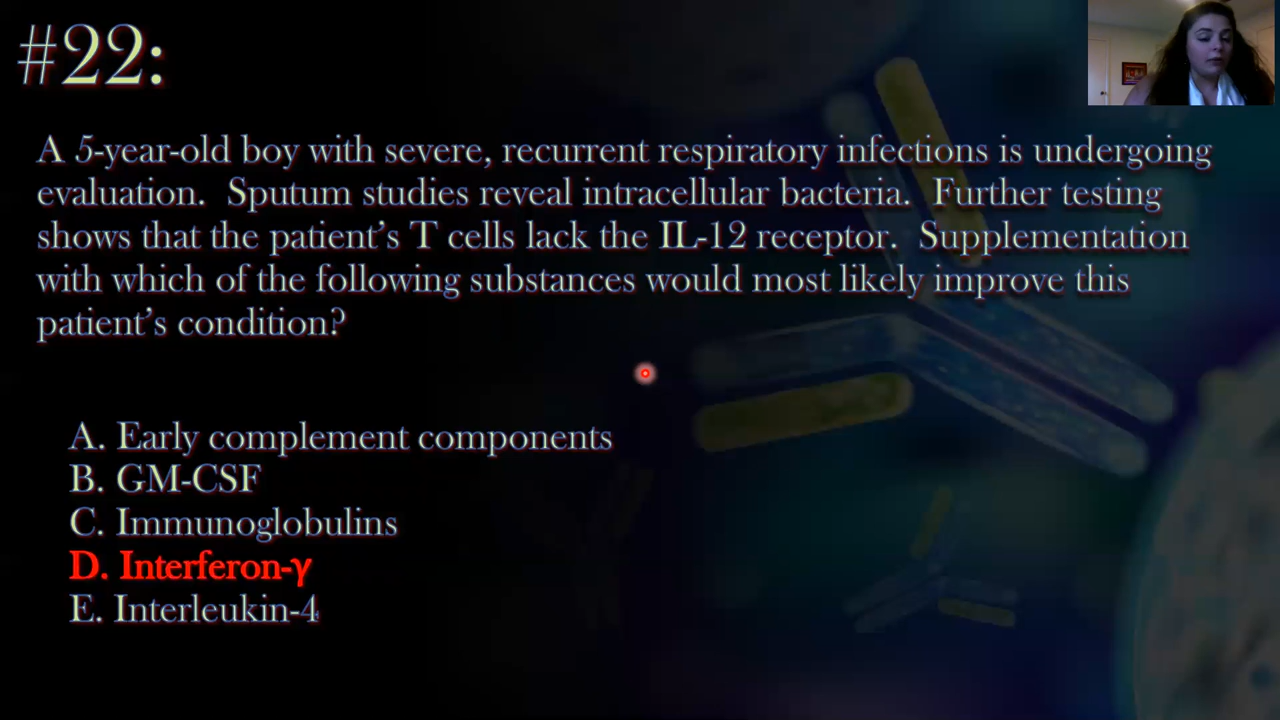 #22:
A 5-year-old boy with severe, recurrent respiratory infections is undergoing
evaluation. Sputum studies reveal intracellular bacteria. Further testing
shows that the patient's T cells lack the IL-12 receptor. Supplementation
with which of the following substances would most likely improve this
patient's condition?
A. Early complement components
B. GM-CSF
C. Immunoglobulins
D. Interferon-γ
E. Interleukin-4